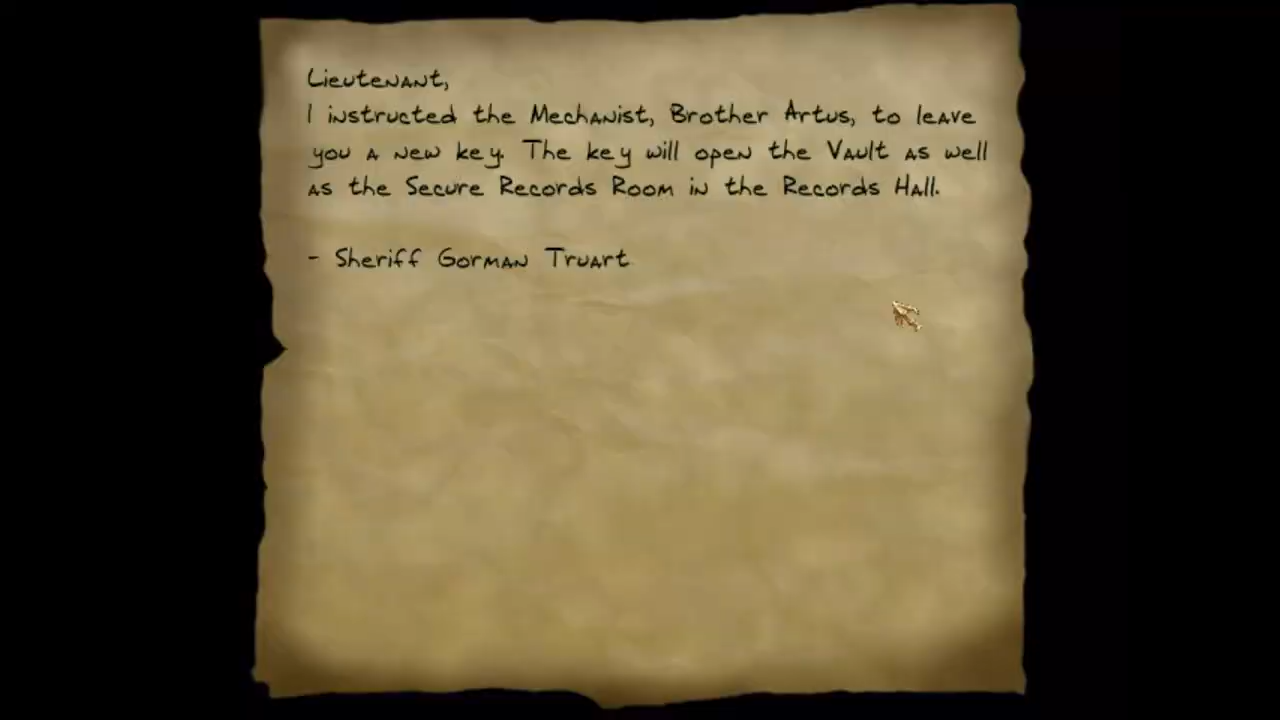 Lieutenant,
I instructed the Mechanist, Brother Artus, to leave
you a new key. The key will open the Vault as well
as the Secure Records Room in the Records Hall.
- Sheriff Gorman Truart